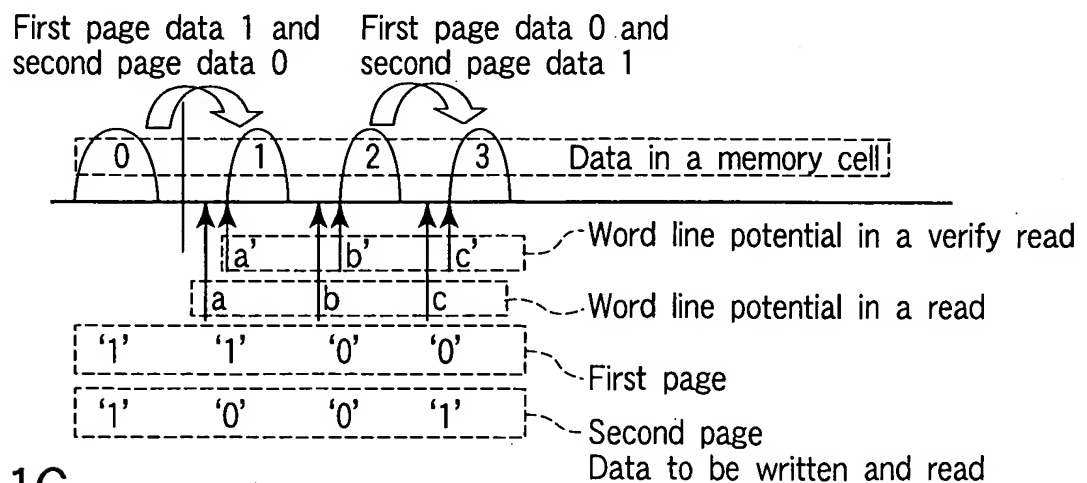 First page data 1 and
second page data 0
First page data 0 and
second page data 1
0 1 2 3 Data in a memory cell
a' b' c' Word line potential in a verify read
a b c Word line potential in a read
'1' '1' '0' '0'
First page
'1' '0' '0' '1'
Second page
Data to be written and read
1C